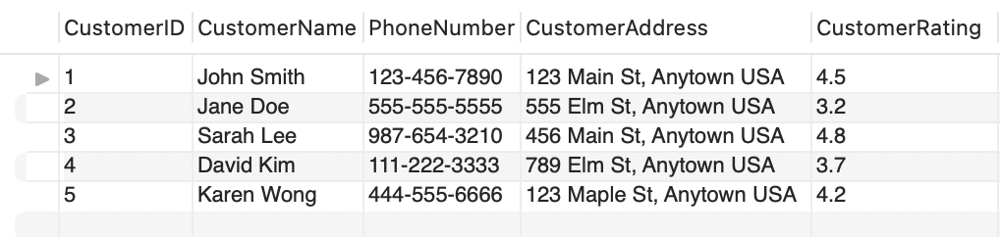 CustomerID CustomerName PhoneNumber CustomerAddress CustomerRating
1 John Smith 123-456-7890 123 Main St, Anytown USA 4.5
2 Jane Doe 555-555-5555 555 Elm St, Anytown USA 3.2
3 Sarah Lee 987-654-3210 456 Main St, Anytown USA 4.8
4 David Kim 111-222-3333 789 Elm St, Anytown USA 3.7
5 Karen Wong 444-555-6666 123 Maple St, Anytown USA 4.2